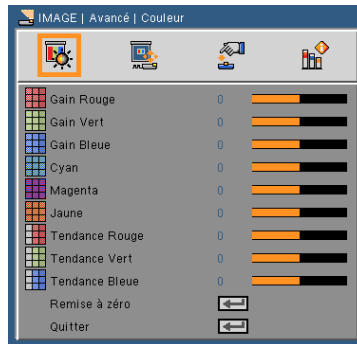 IMAGE | Avancé | Couleur
Gain Rouge 0
Gain Vert 0
Gain Bleue 0
Cyan 0
Magenta 0
Jaune 0
Tendance Rouge 0
Tendance Vert 0
Tendance Bleue 0
Remise à zéro
Quitter